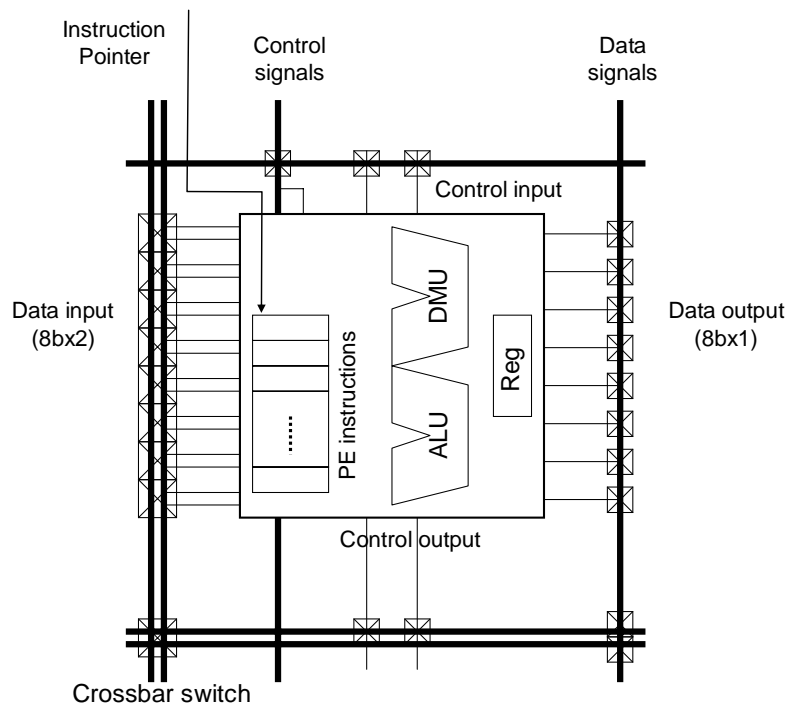 Instruction
Pointer
Control
signals
Data
signals
Control input
Data input
(8bx2)
PE instructions
DMU
ALU
Reg
Data output
(8bx1)
Control output
Crossbar switch